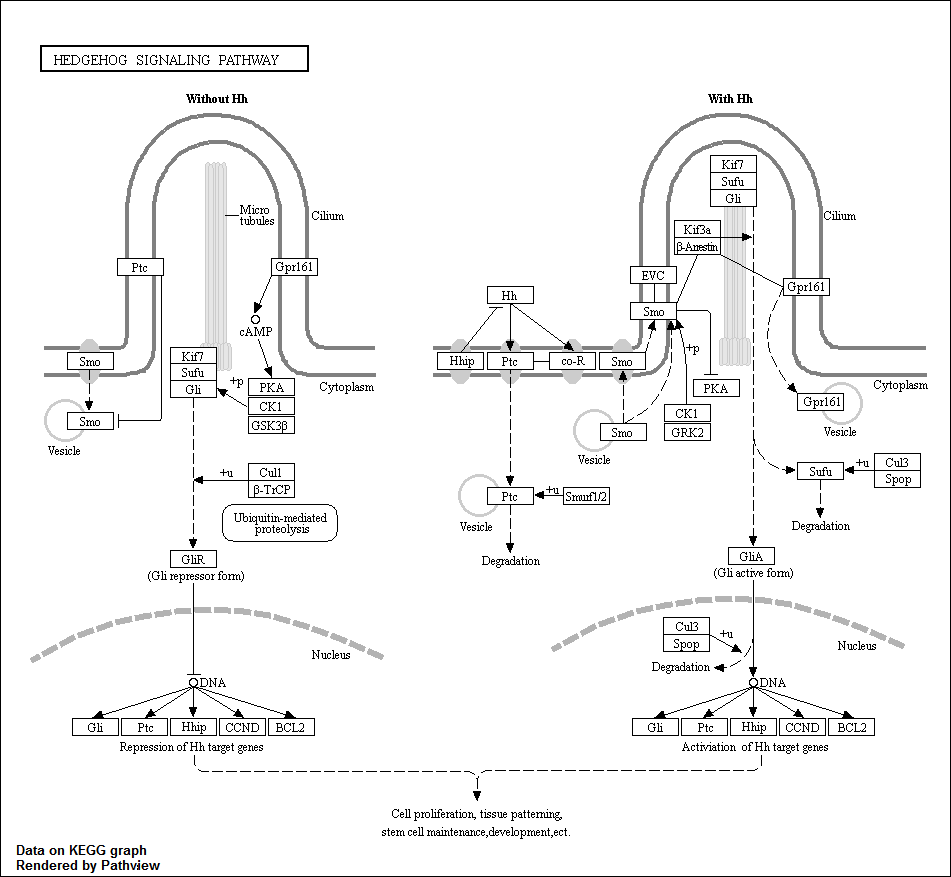 HEDGEHOG SIGNALING PATHWAY
Without Hh
Cilium
Micro
tubules
Ptc
Gpr161
cAMP
Smo
Kif7
Sufu
Gli
+p
PKA
CK1
GSK3β
Cytoplasm
Smo
Vesicle
+u
Cul1
β-TrCP
Ubiquitin-mediated
proteolysis
GliR
(Gli repressor form)
Nucleus
DNA
Gli
Ptc
Hhip
CCND
BCL2
Repression of Hh target genes
With Hh
Kif7
Sufu
Gli
Cilium
Kif3a
β-Arrestin
EVC
Gpr161
Hh
Smo
Hhip
Ptc
co-R
Smo
+p
PKA
Cytoplasm
CK1
GRK2
Gpr161
Vesicle
Smo
Vesicle
Sufu
+u
Cul3
Spop
Degradation
Ptc
+u
Smurf1/2
Vesicle
Degradation
GliA
(Gli active form)
Cul3
Spop
+u
Degradation
Nucleus
DNA
Gli
Ptc
Hhip
CCND
BCL2
Activiation of Hh target genes
Cell proliferation, tissue patterning,
stem cell maintenance,development,ect.
Data on KEGG graph
Rendered by Pathview